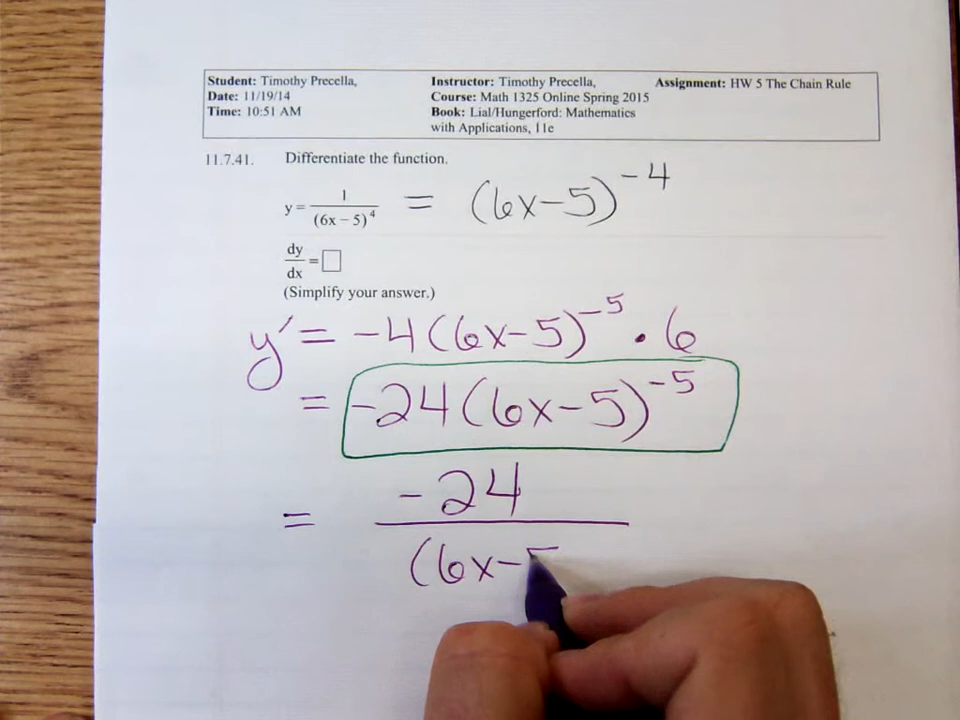 Student: Timothy Precella, Instructor: Timothy Precella, Assignment: HW 5 The Chain Rule
Date: 11/19/14 Course: Math 1325 Online Spring 2015
Time: 10:51 AM Book: Lial/Hungerford: Mathematics
with Applications, 11e
11.7.41. Differentiate the function.
y = 1/(6x – 5)^4 = (6x-5)^-4
dy/dx = □
(Simplify your answer.)
y' = -4(6x-5)^-5 · 6
= -24(6x-5)^-5
= -24/(6x-5